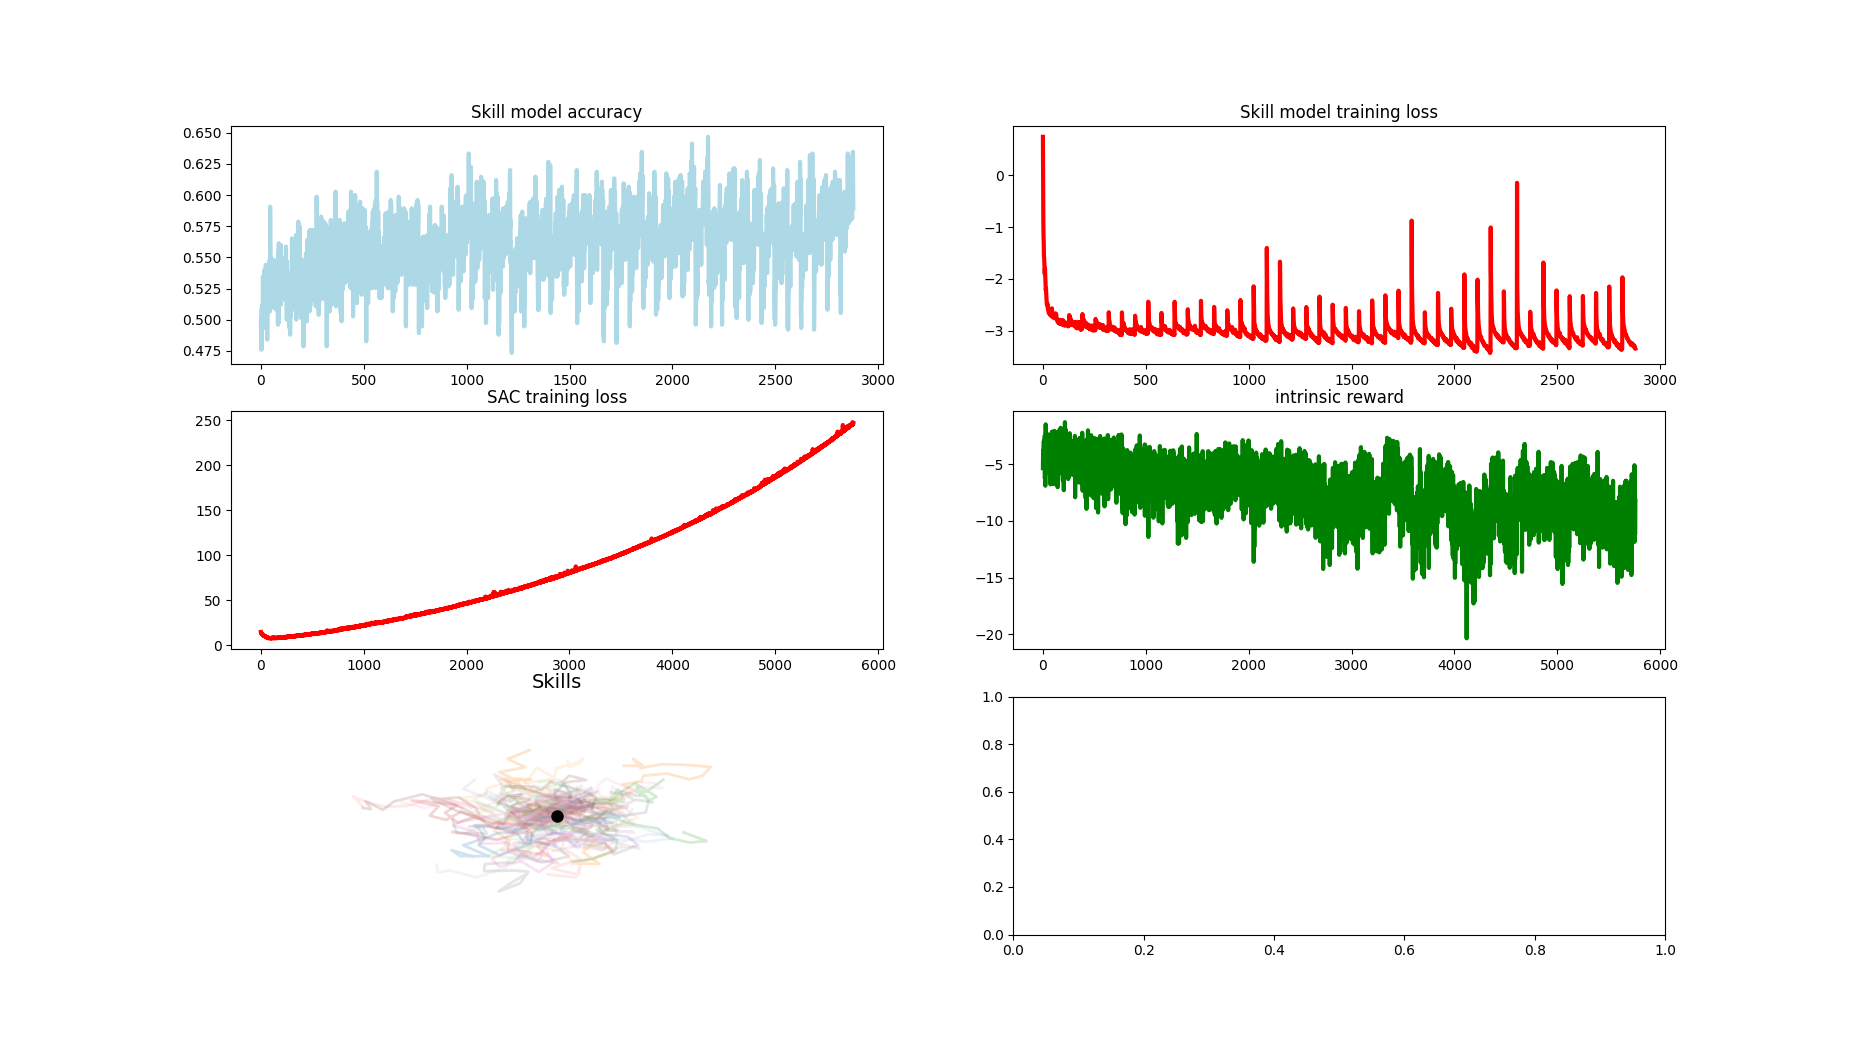 Skill model accuracy
0.650
0.625
0.600
0.575
0.550
0.525
0.500
0.475
0 500 1000 1500 2000 2500 3000
Skill model training loss
0
−1
−2
−3
0 500 1000 1500 2000 2500 3000
SAC training loss
250
200
150
100
50
0
0 1000 2000 3000 4000 5000 6000
intrinsic reward
−5
−10
−15
−20
0 1000 2000 3000 4000 5000 6000
Skills
1.0
0.8
0.6
0.4
0.2
0.0
0.0 0.2 0.4 0.6 0.8 1.0